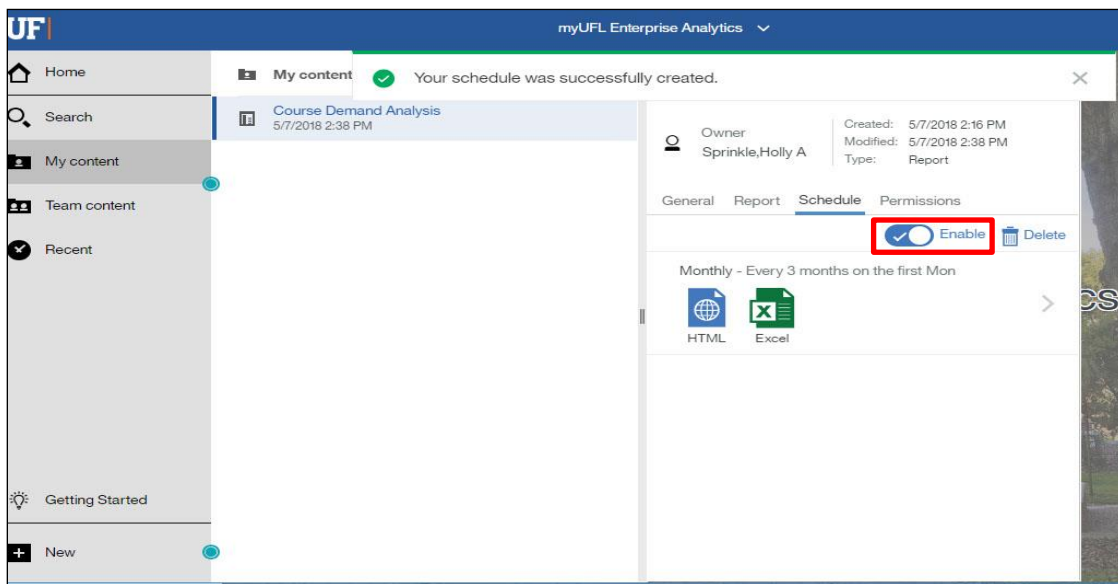 UF
myUFL Enterprise Analytics
Home
Search
My content
Team content
Recent
Getting Started
New
My content
Your schedule was successfully created.
Course Demand Analysis
5/7/2018 2:38 PM
Owner
Sprinkle,Holly A
Created: 5/7/2018 2:16 PM
Modified: 5/7/2018 2:38 PM
Type: Report
General Report Schedule Permissions
Enable Delete
Monthly - Every 3 months on the first Mon
HTML Excel
cs